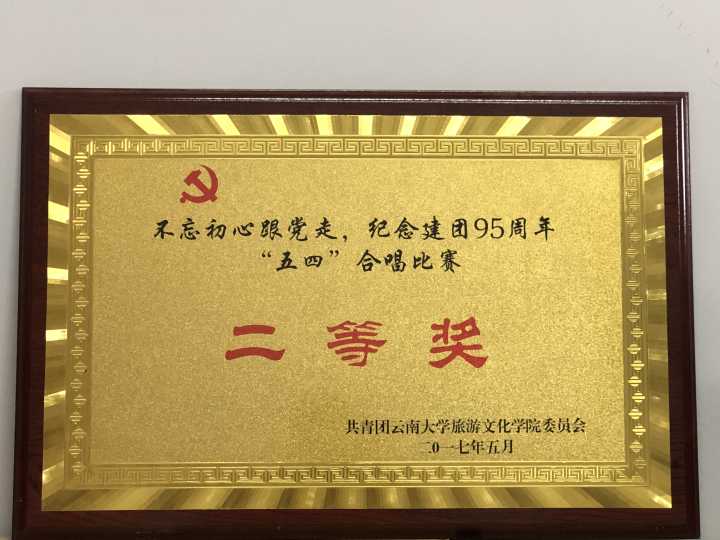 不忘初心跟党走，纪念建团95周年
“五四”合唱比赛
二等奖
共青团云南大学旅游文化学院委员会
二0一七年五月